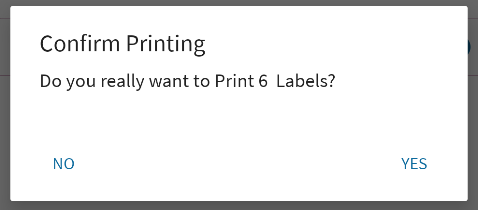 Confirm Printing
Do you really want to Print 6  Labels?
NO YES